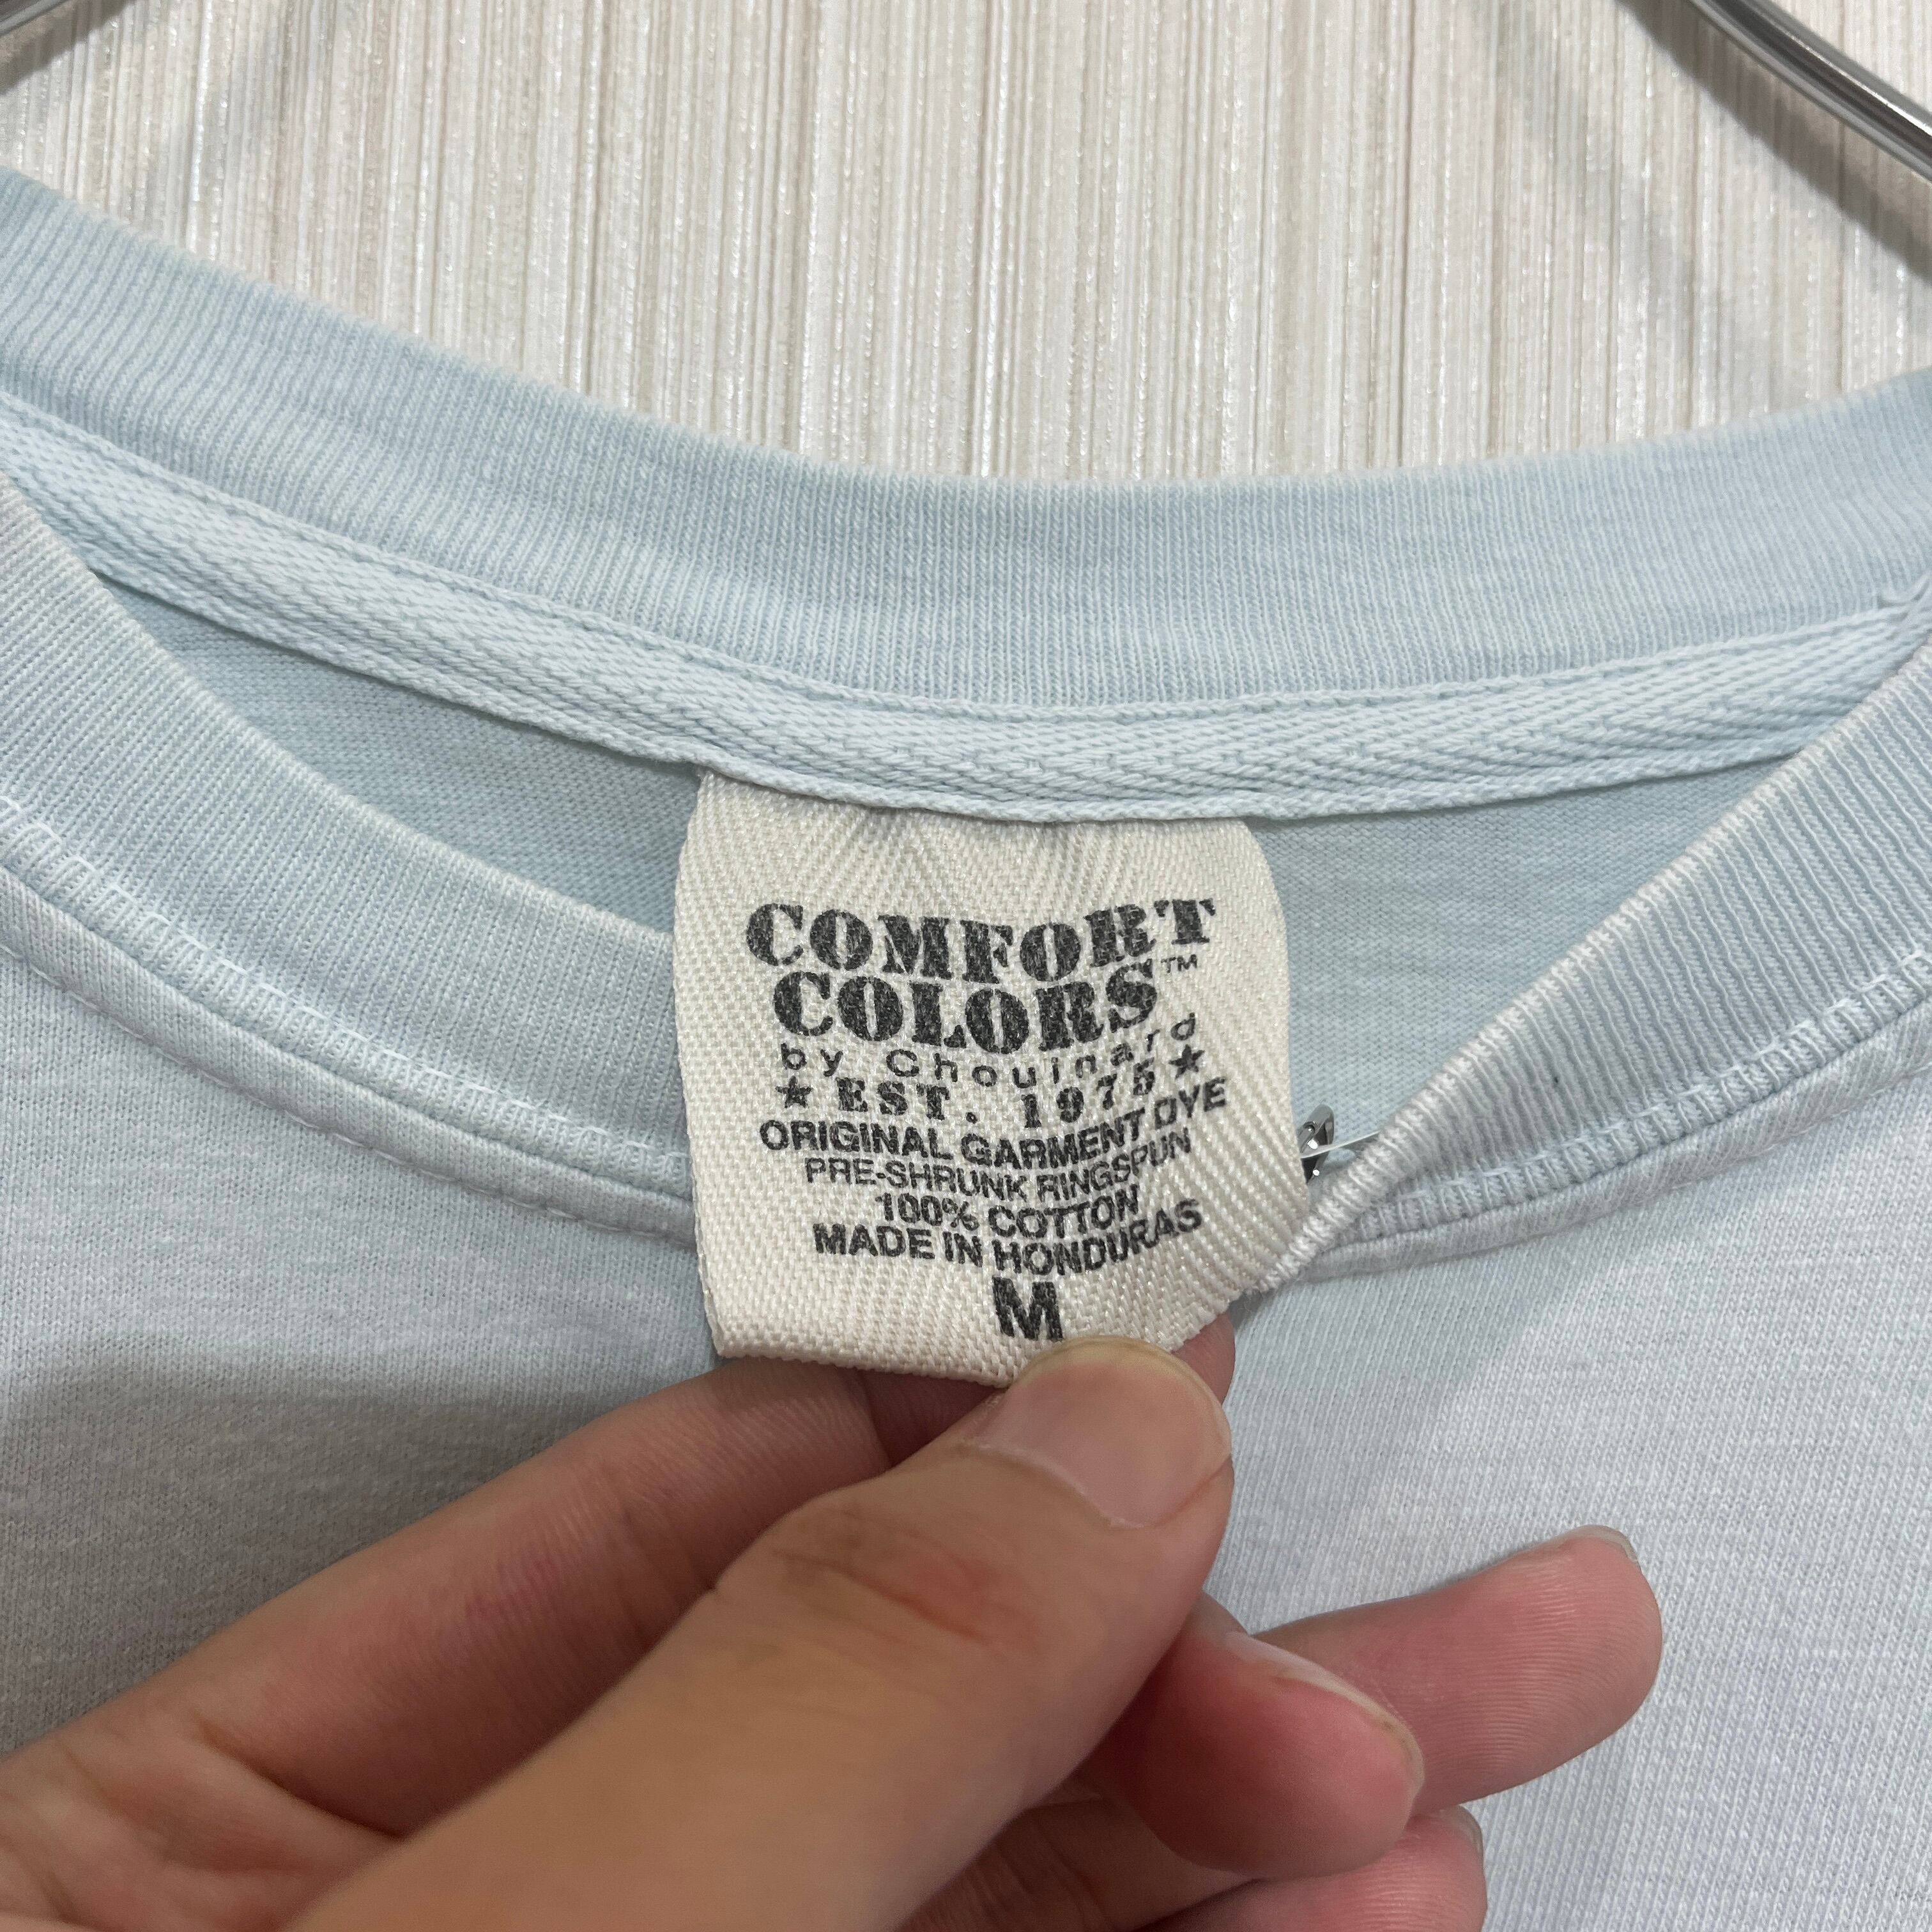 COMFORT
COLORS™
by Chouinard
★ EST. 1975 ★
ORIGINAL GARMENT DYE
PRE-SHRUNK RINGSPUN
100% COTTON
MADE IN HONDURAS
M